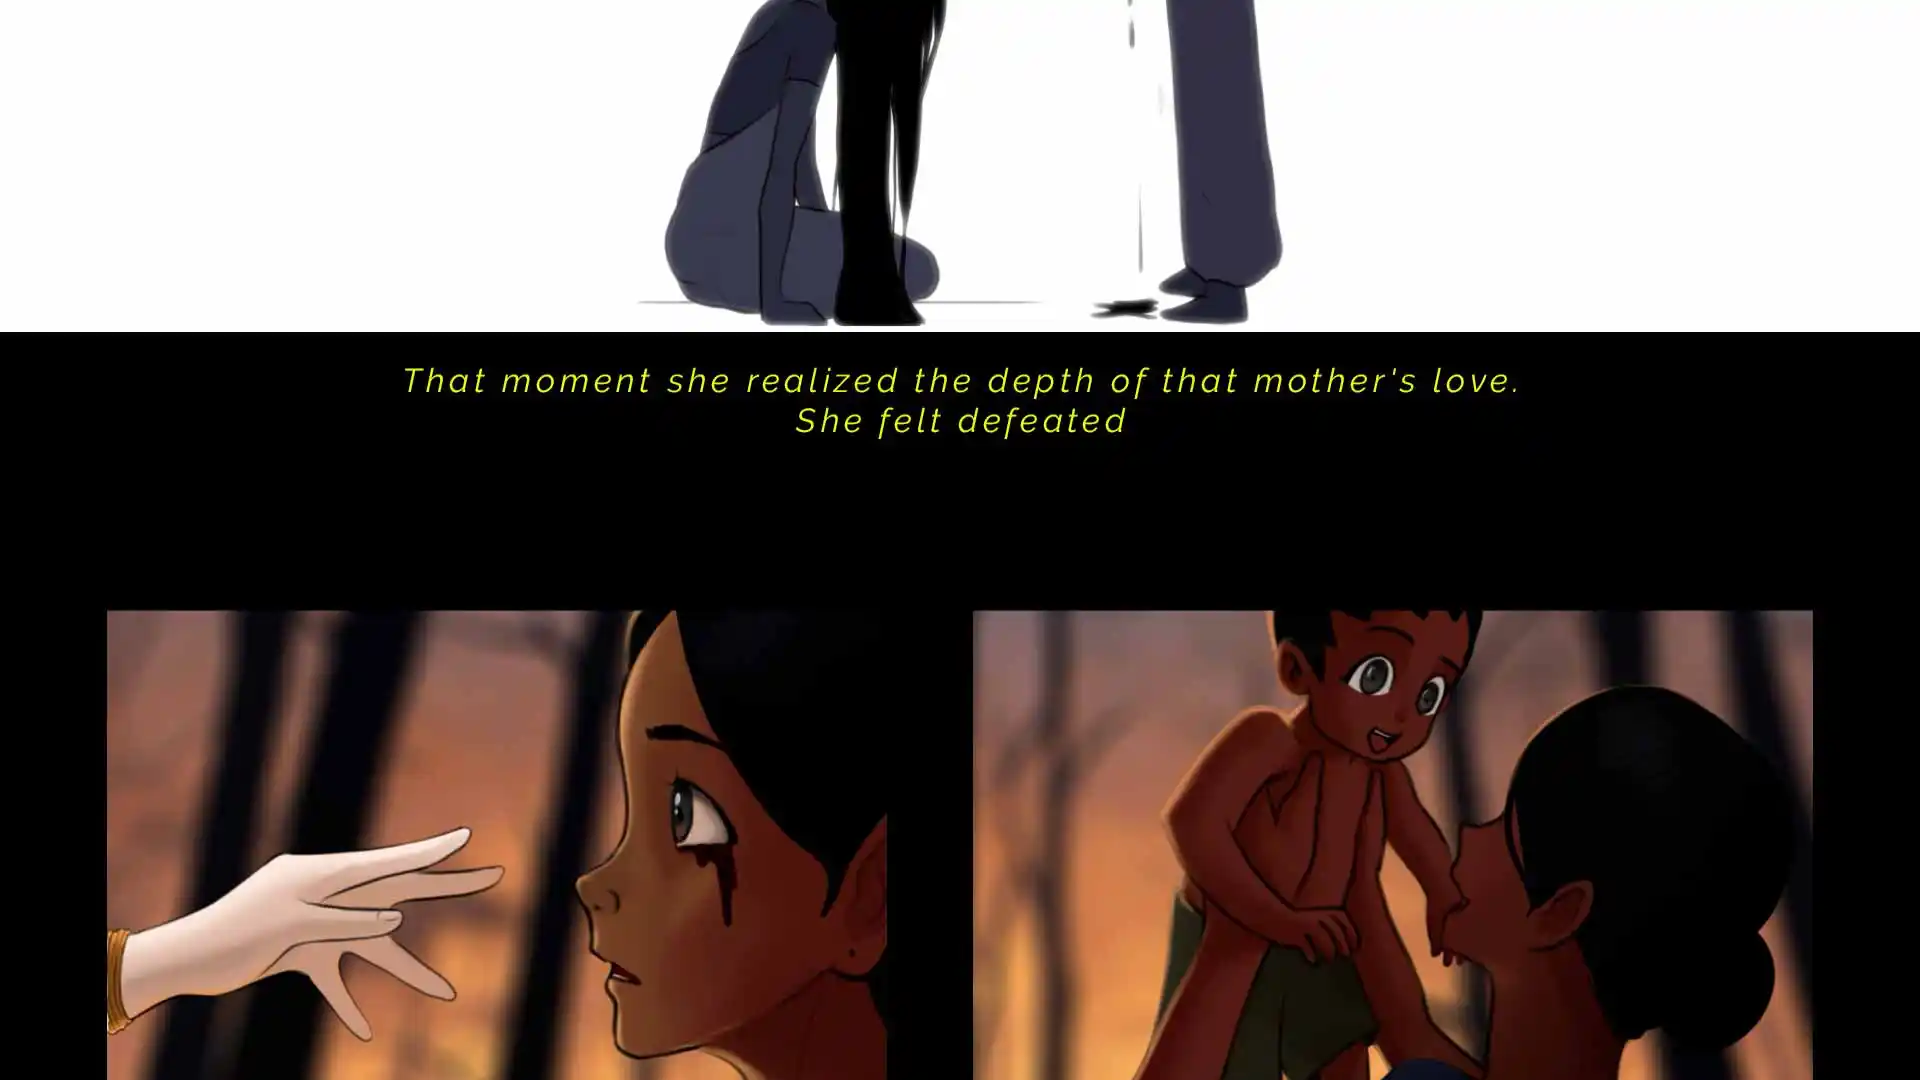 That moment she realized the depth of that mother's love.
She felt defeated